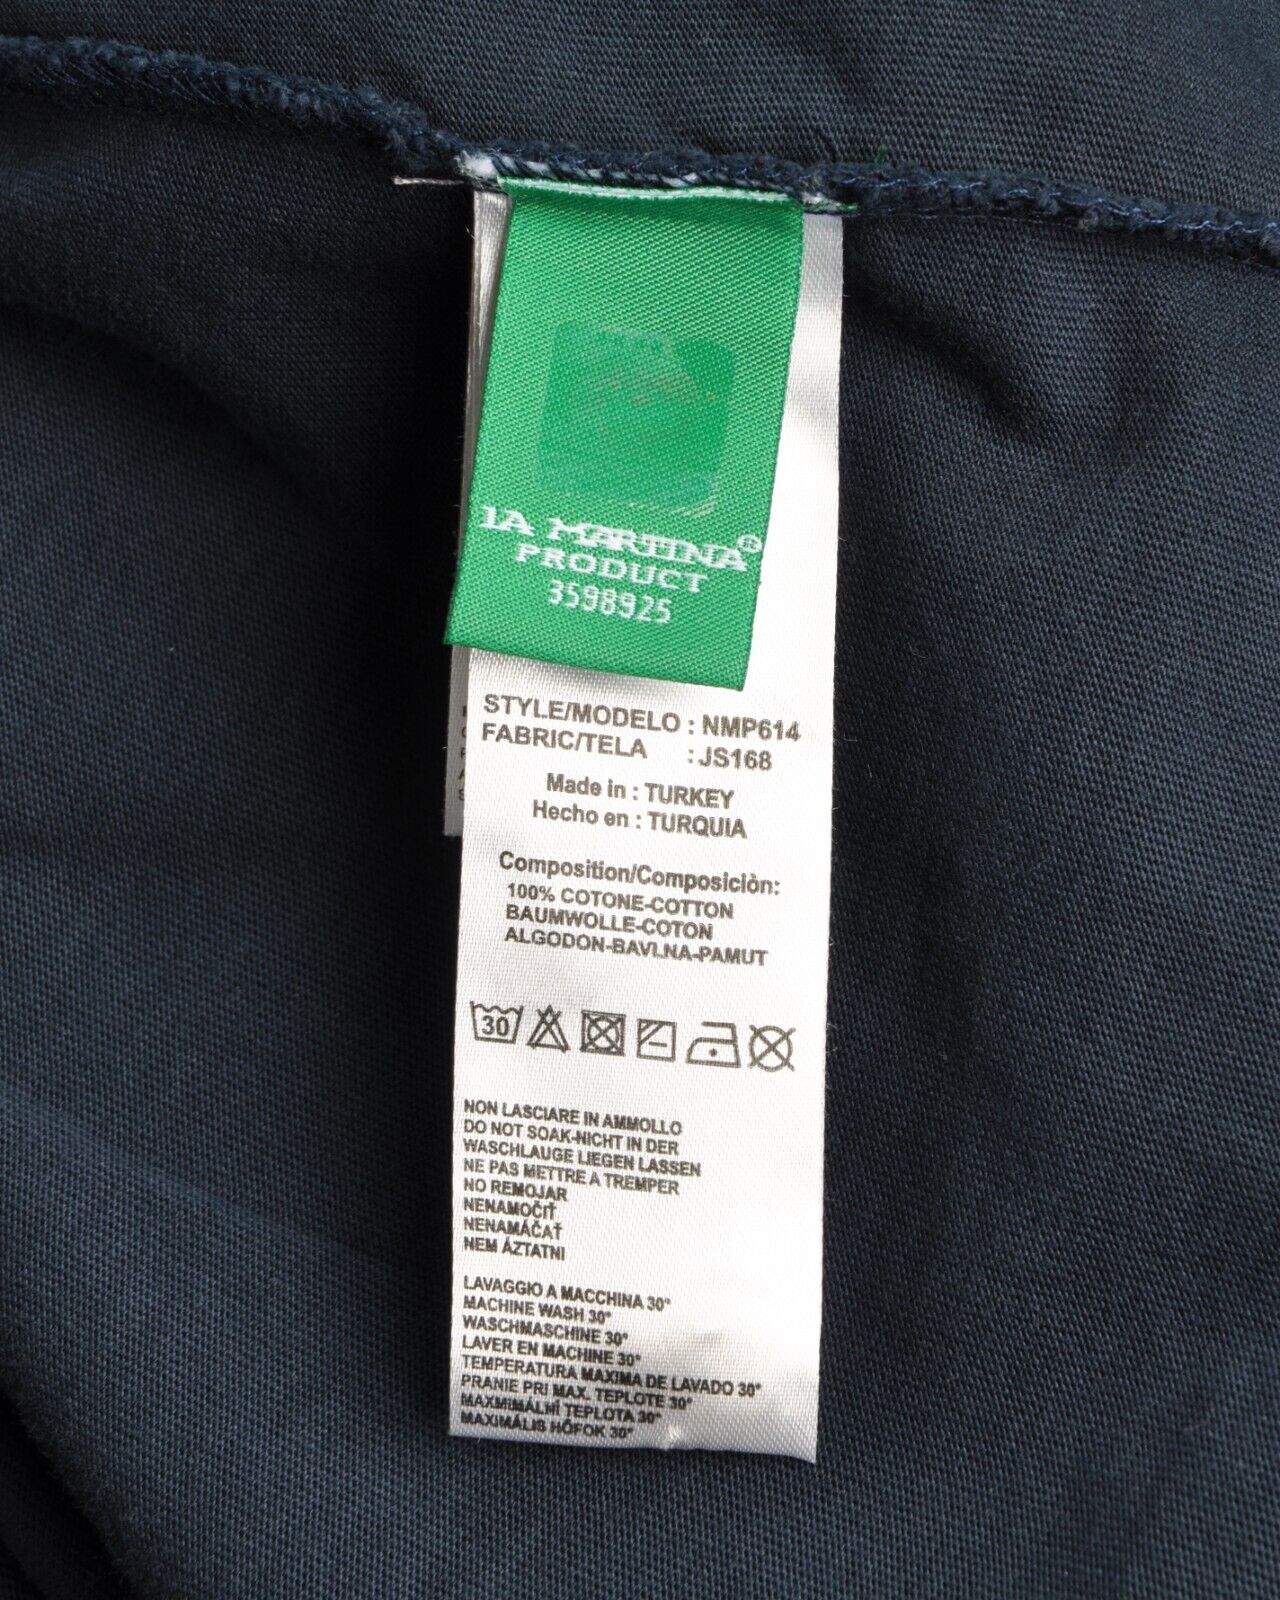 LA MARTINA®
PRODUCT
3598925
STYLE/MODELO : NMP614
FABRIC/TELA : JS168
Made in : TURKEY
Hecho en : TURQUIA
Composition/Composiciòn:
100% COTONE-COTTON
BAUMWOLLE-COTON
ALGODON-BAVLNA-PAMUT
30
NON LASCIARE IN AMMOLLO
DO NOT SOAK-NICHT IN DER
WASCHLAUGE LIEGEN LASSEN
NE PAS METTRE A TREMPER
NO REMOJAR
NENAMOČIŤ
NENAMÁČAŤ
NEM ÁZTATNI
LAVAGGIO A MACCHINA 30°
MACHINE WASH 30°
WASCHMASCHINE 30°
LAVER EN MACHINE 30°
TEMPERATURA MAXIMA DE LAVADO 30°
PRANIE PRI MAX. TEPLOTE 30°
MAXMIMÁLNÍ TEPLOTA 30°
MAXIMÁLIS HŐFOK 30°